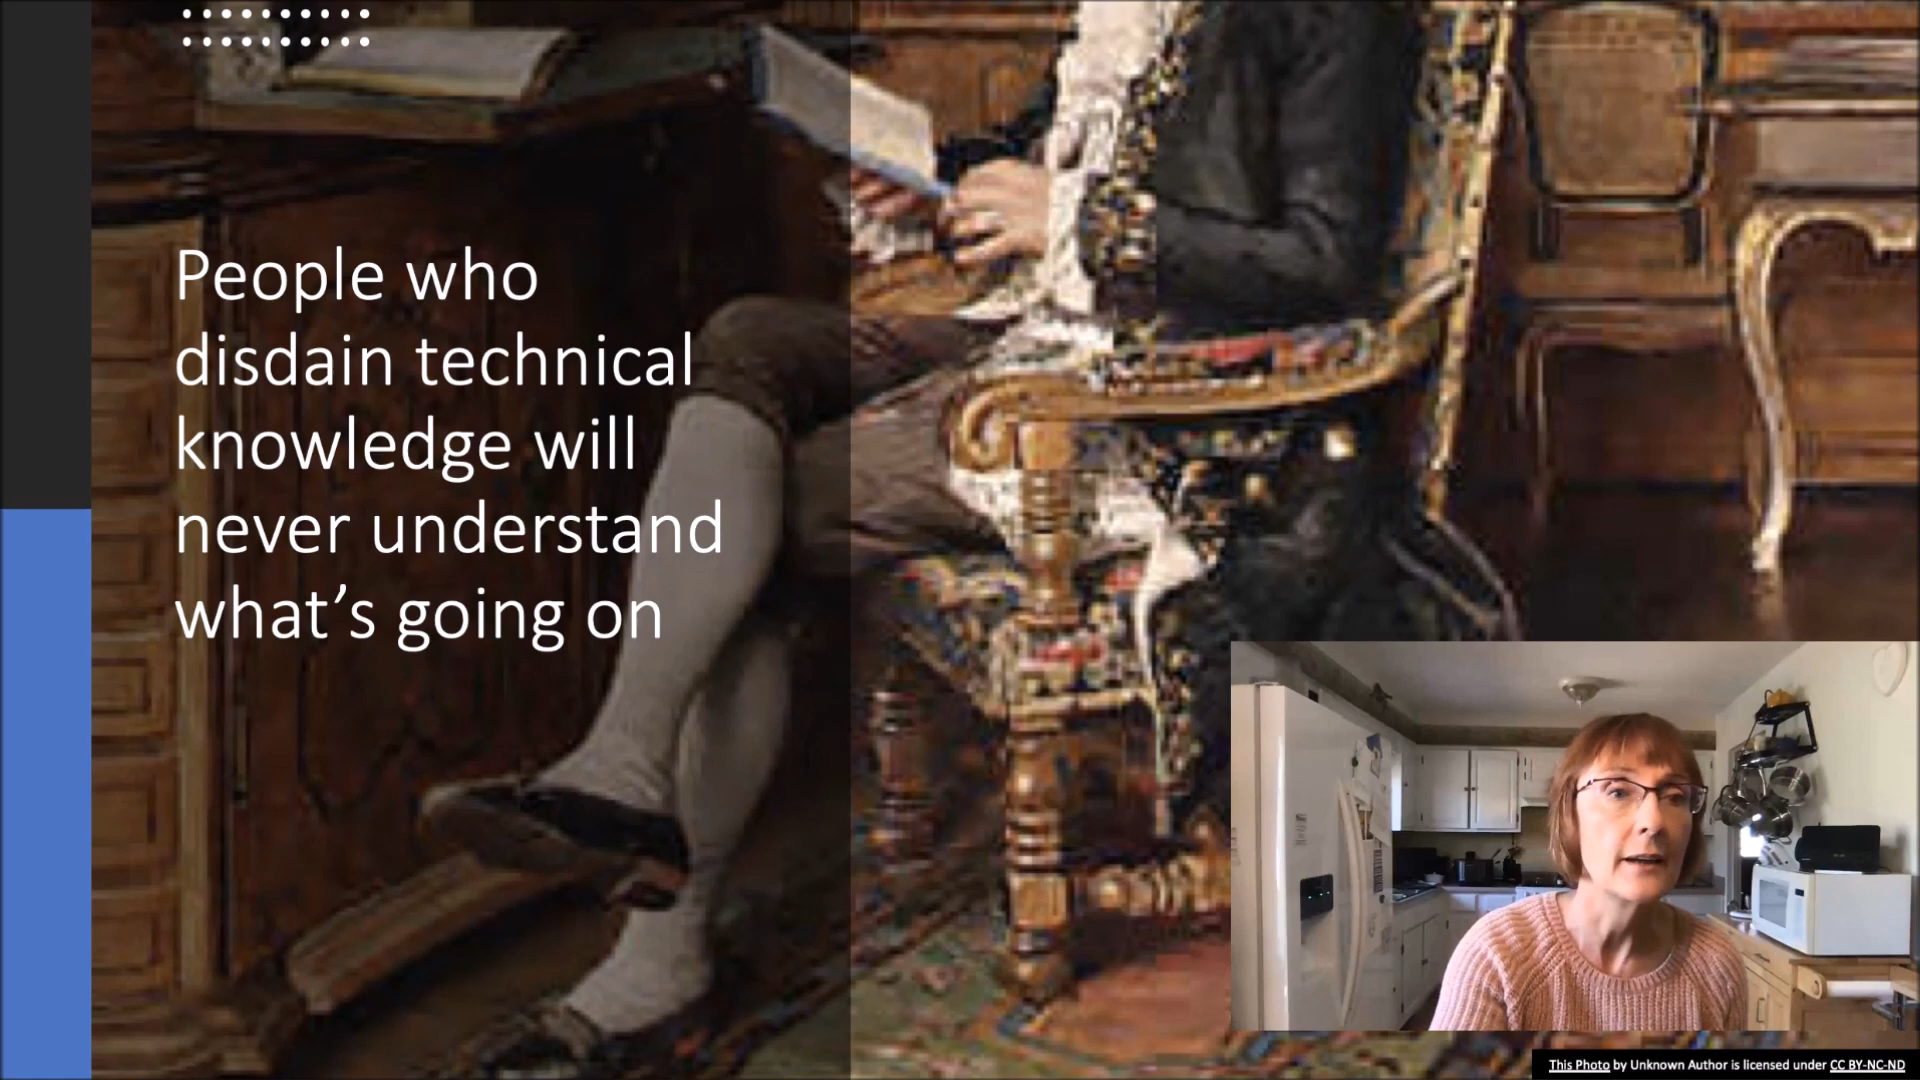 People who
disdain technical
knowledge will
never understand
what’s going on
This Photo by Unknown Author is licensed under CC BY-NC-ND